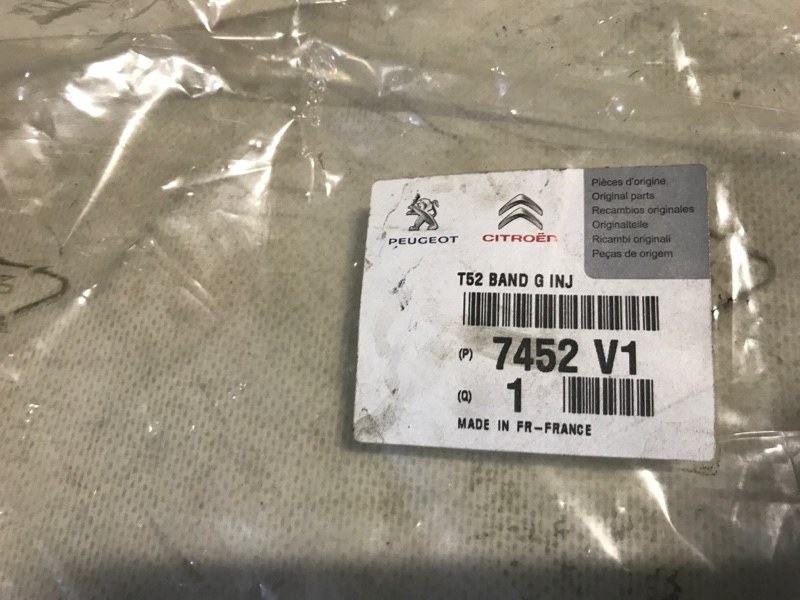 PEUGEOT
CITROËN
Pièces d'origine
Original parts
Recambios originales
Originalteile
Ricambi originali
Peças de origem
T52 BAND G INJ
(P) 7452 V1
(Q) 1
MADE IN FR-FRANCE